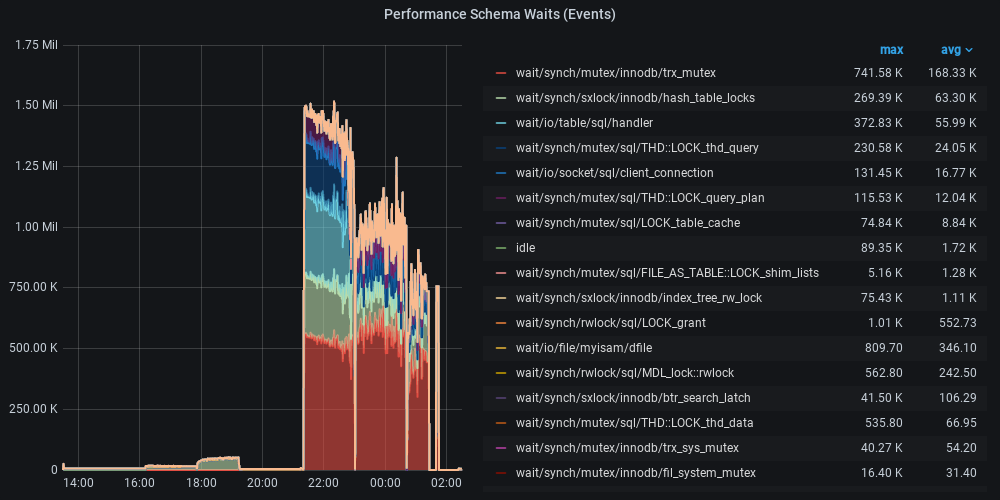 Performance Schema Waits (Events)
1.75 Mil
1.50 Mil
1.25 Mil
1.00 Mil
750.00 K
500.00 K
250.00 K
0
14:00 16:00 18:00 20:00 22:00 00:00 02:00
max avg
wait/synch/mutex/innodb/trx_mutex 741.58 K 168.33 K
wait/synch/sxlock/innodb/hash_table_locks 269.39 K 63.30 K
wait/io/table/sql/handler 372.83 K 55.99 K
wait/synch/mutex/sql/THD::LOCK_thd_query 230.58 K 24.05 K
wait/io/socket/sql/client_connection 131.45 K 16.77 K
wait/synch/mutex/sql/THD::LOCK_query_plan 115.53 K 12.04 K
wait/synch/mutex/sql/LOCK_table_cache 74.84 K 8.84 K
idle 89.35 K 1.72 K
wait/synch/mutex/sql/FILE_AS_TABLE::LOCK_shim_lists 5.16 K 1.28 K
wait/synch/sxlock/innodb/index_tree_rw_lock 75.43 K 1.11 K
wait/synch/rwlock/sql/LOCK_grant 1.01 K 552.73
wait/io/file/myisam/dfile 809.70 346.10
wait/synch/rwlock/sql/MDL_lock::rwlock 562.80 242.50
wait/synch/sxlock/innodb/btr_search_latch 41.50 K 106.29
wait/synch/mutex/sql/THD::LOCK_thd_data 535.80 66.95
wait/synch/mutex/innodb/trx_sys_mutex 40.27 K 54.20
wait/synch/mutex/innodb/fil_system_mutex 16.40 K 31.40